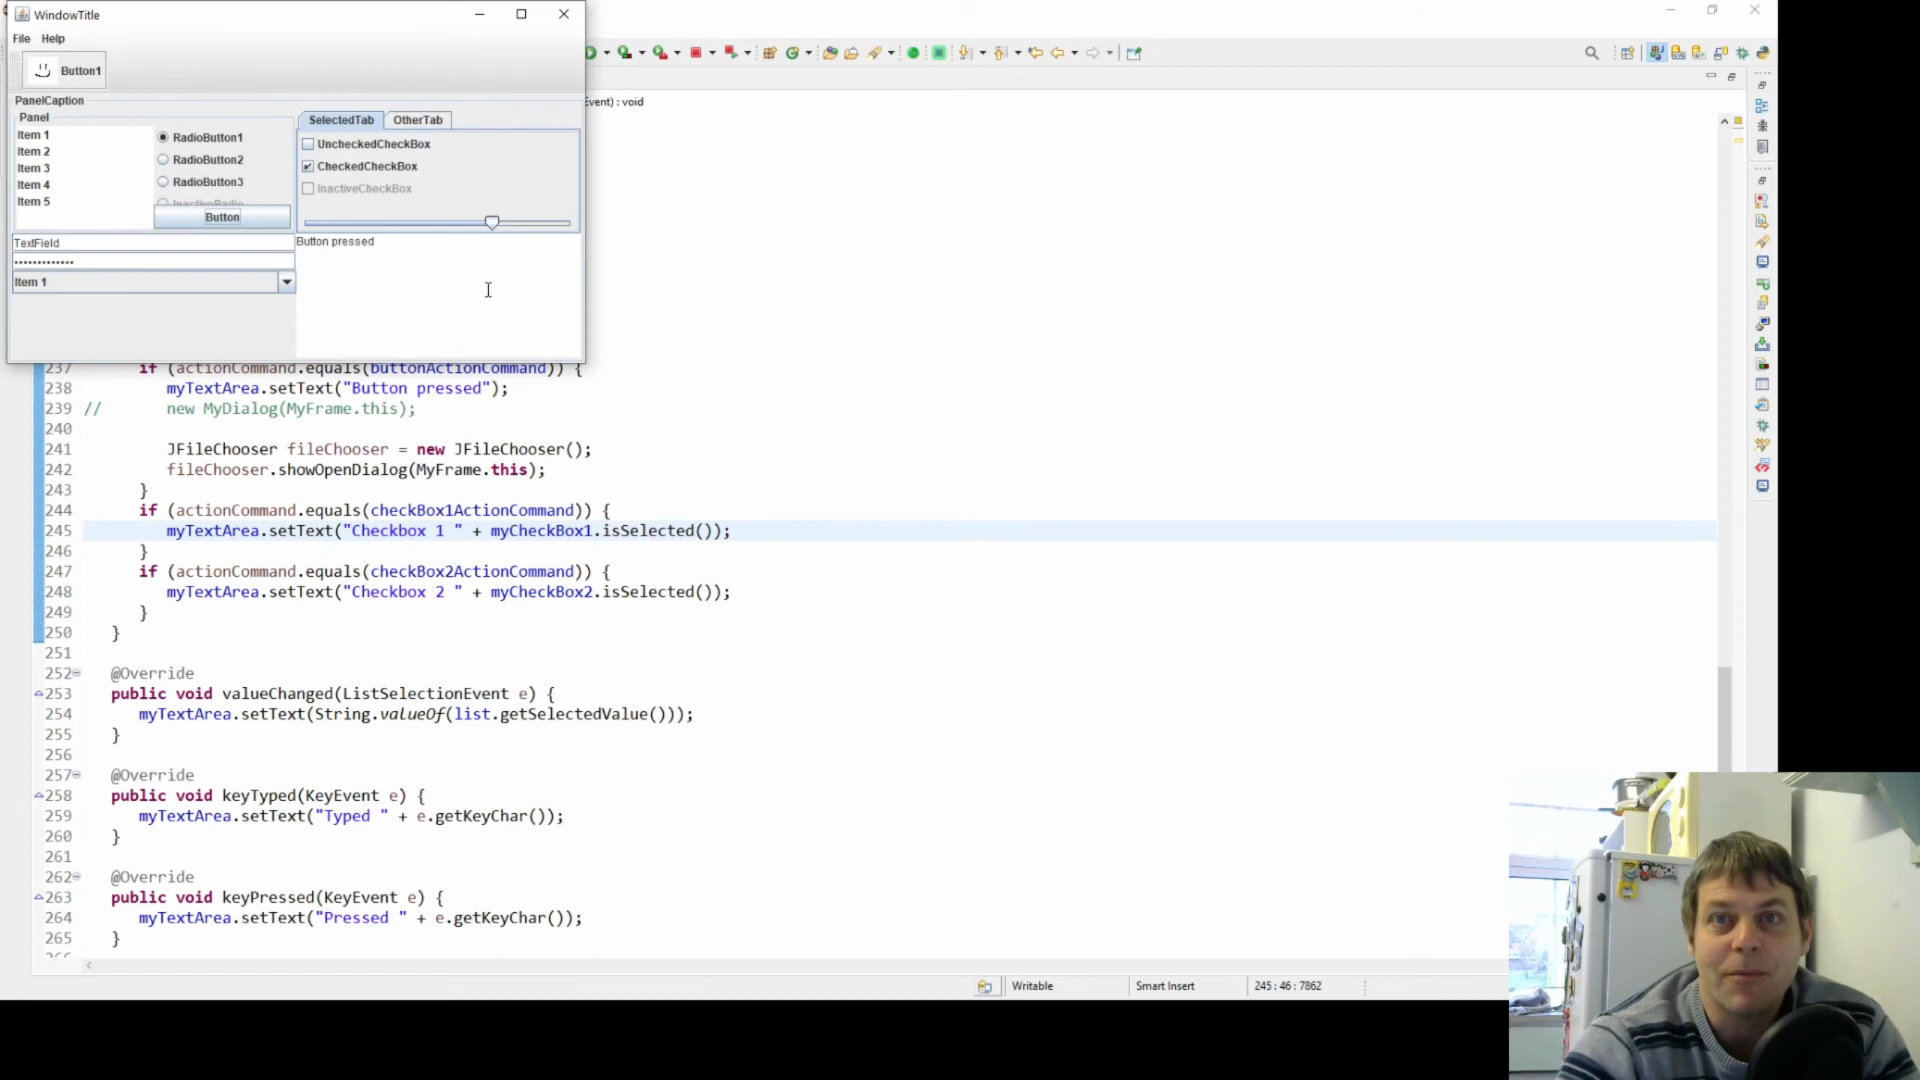 WindowTitle
File Help
Button1
PanelCaption
Panel
Item 1
Item 2
Item 3
Item 4
Item 5
RadioButton1
RadioButton2
RadioButton3
InactiveRadio
Button
SelectedTab OtherTab
UncheckedCheckBox
CheckedCheckBox
InactiveCheckBox
TextField
•••••••••••••
Item 1
Button pressed
Event) : void
237 if (actionCommand.equals(buttonActionCommand)) {
238 myTextArea.setText("Button pressed");
239 // new MyDialog(MyFrame.this);
240
241 JFileChooser fileChooser = new JFileChooser();
242 fileChooser.showOpenDialog(MyFrame.this);
243 }
244 if (actionCommand.equals(checkBox1ActionCommand)) {
245 myTextArea.setText("Checkbox 1 " + myCheckBox1.isSelected());
246 }
247 if (actionCommand.equals(checkBox2ActionCommand)) {
248 myTextArea.setText("Checkbox 2 " + myCheckBox2.isSelected());
249 }
250 }
251
252 @Override
253 public void valueChanged(ListSelectionEvent e) {
254 myTextArea.setText(String.valueOf(list.getSelectedValue()));
255 }
256
257 @Override
258 public void keyTyped(KeyEvent e) {
259 myTextArea.setText("Typed " + e.getKeyChar());
260 }
261
262 @Override
263 public void keyPressed(KeyEvent e) {
264 myTextArea.setText("Pressed " + e.getKeyChar());
265 }
Writable Smart Insert 245 : 46 : 7862